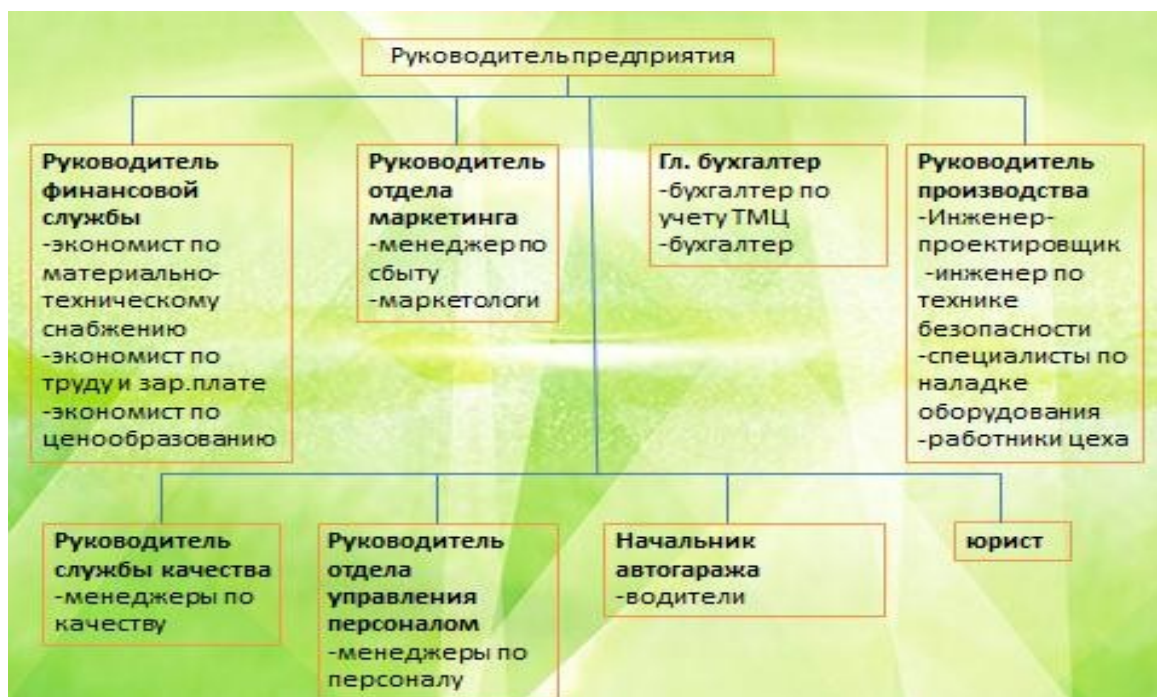 Руководитель предприятия
Руководитель
финансовой
службы
-экономист по
материально-
техническому
снабжению
-экономист по
труду и зар.плате
-экономист по
ценообразованию
Руководитель
отдела
маркетинга
-менеджер по
сбыту
-маркетологи
Гл. бухгалтер
-бухгалтер по
учету ТМЦ
-бухгалтер
Руководитель
производства
-Инженер-
проектировщик
-инженер по
технике
безопасности
-специалисты по
наладке
оборудования
-работники цеха
Руководитель
службы качества
-менеджеры по
качеству
Руководитель
отдела
управления
персоналом
-менеджеры по
персоналу
Начальник
автогаража
-водители
юрист